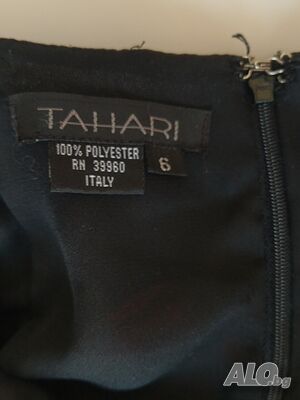 TAHARI
100% POLYESTER
RN 39960
ITALY
6
ALO.bg